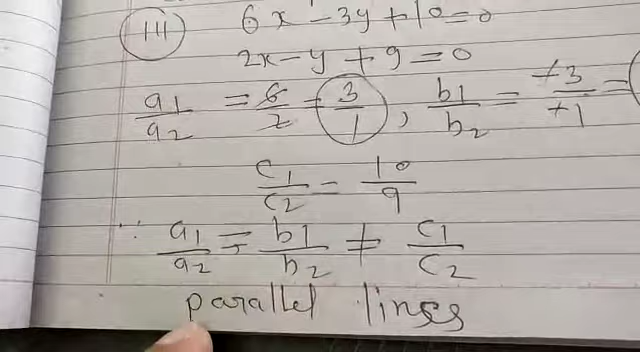 (III) 6x - 3y + 10 = 0
2x - y + 9 = 0
a1/a2 = 6/2 = 3/1 , b1/b2 = -3/-1 =
c1/c2 = 10/9
∵ a1/a2 = b1/b2 ≠ c1/c2
parallel lines